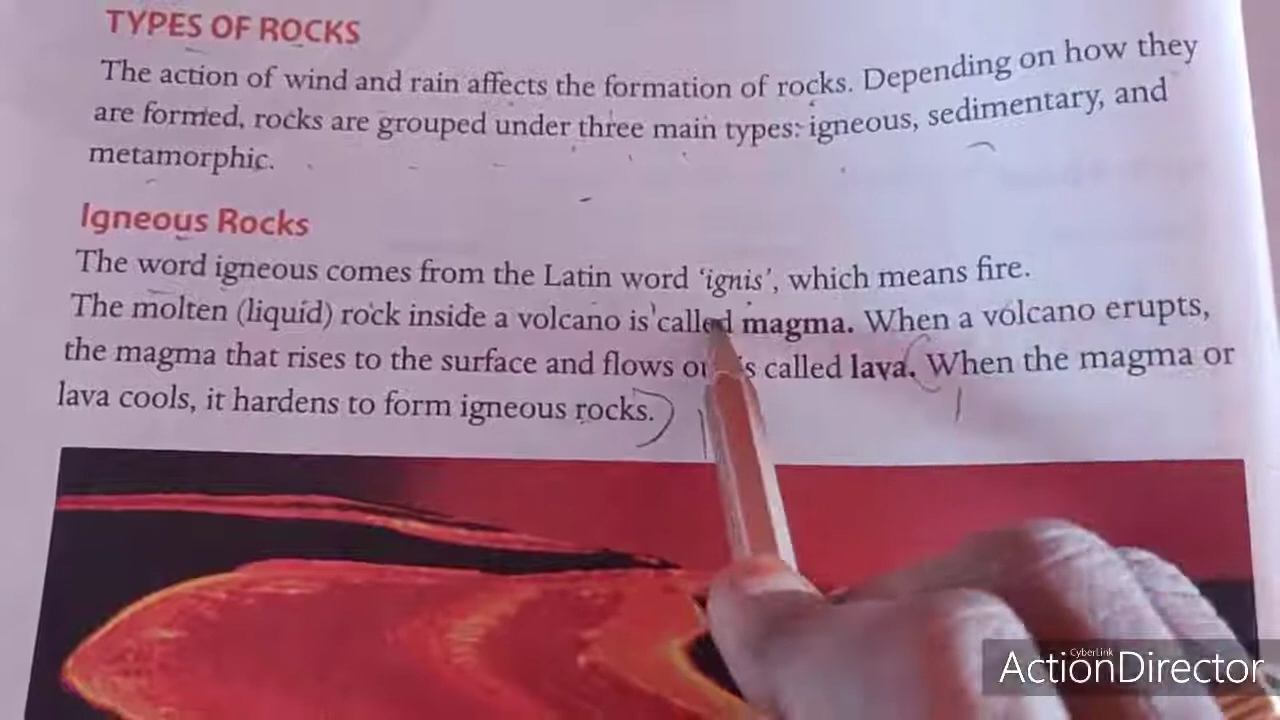 TYPES OF ROCKS
The action of wind and rain affects the formation of rocks. Depending on how they
are formed, rocks are grouped under three main types: igneous, sedimentary, and
metamorphic.
Igneous Rocks
The word igneous comes from the Latin word ‘ignis’, which means fire.
The molten (liquid) rock inside a volcano is called magma. When a volcano erupts,
the magma that rises to the surface and flows called lava. When the magma or
lava cools, it hardens to form igneous rocks.
CyberLink
ActionDirector